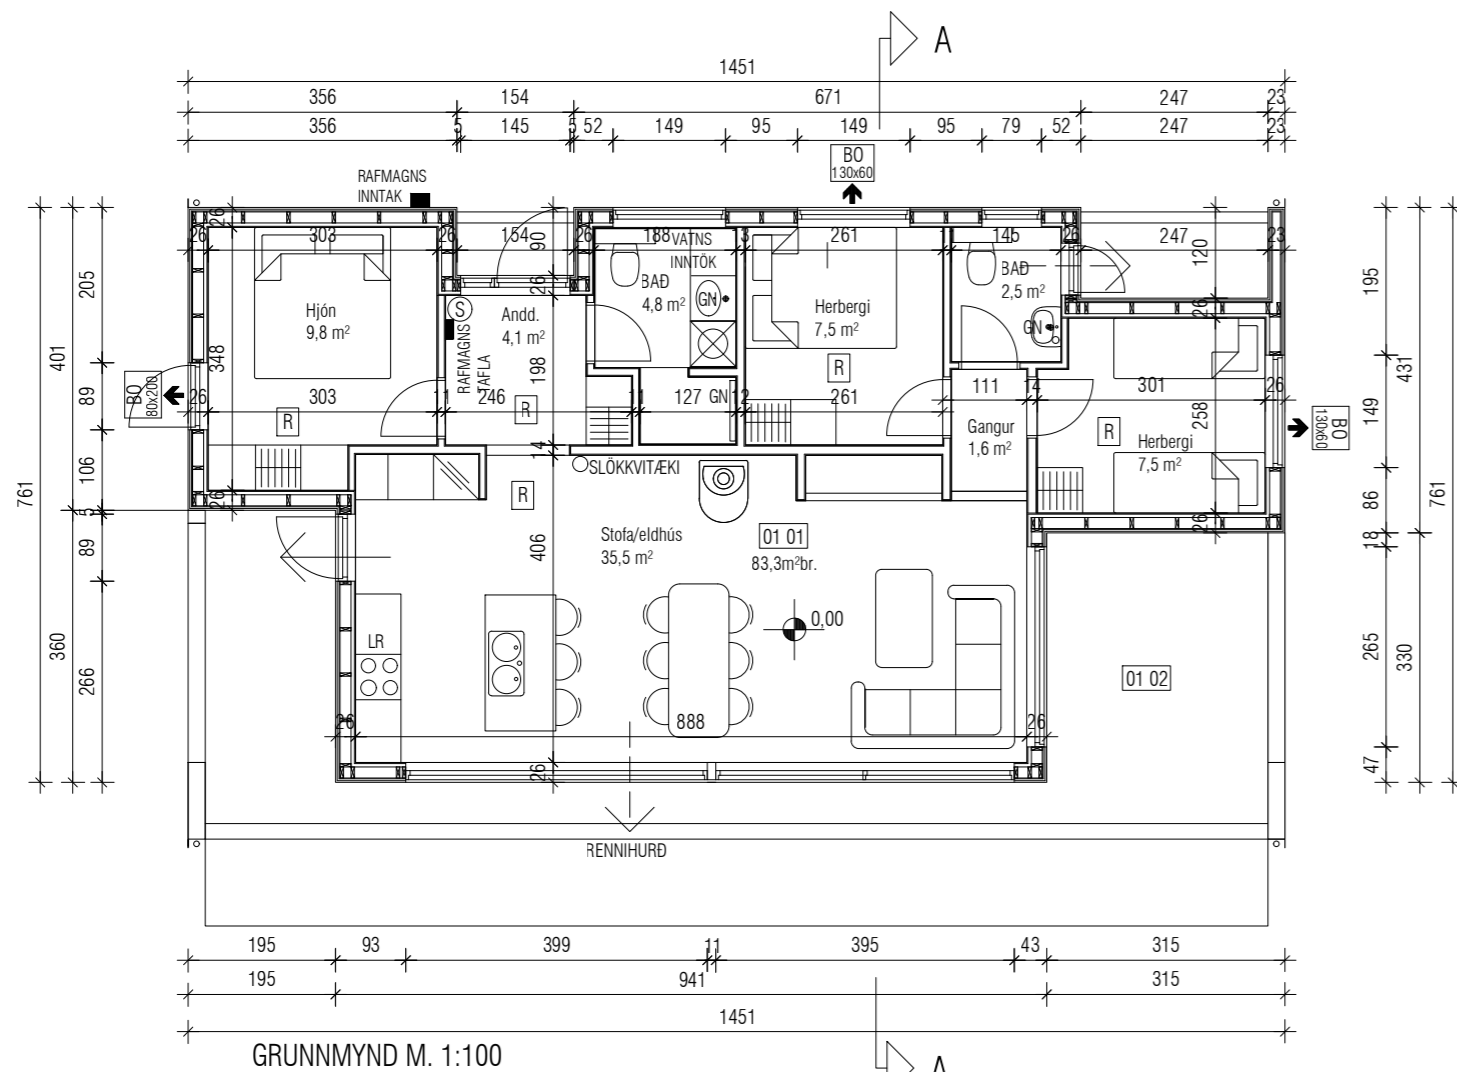 A
1451
356 154 671 247 23
356 5 145 5 52 149 95 149 95 79 52 247 23
BO
130x60
RAFMAGNS
INNTAK
26
26 303 26 154 26 188 13 261 145 26 247 23
90
120
VATNS
INNTÖK
BAÐ
4,8 m²
BAÐ
2,5 m²
Hjón
9,8 m²
S
Andd.
4,1 m²
GN
Herbergi
7,5 m²
GN
26
26
RAFMAGNS
TAFLA
348
198
R
BO
80x200
26 303 11 246 11 127 GN 12 261 111 14 301 26
R
R
258
R
Gangur
1,6 m²
Herbergi
7,5 m²
BO
130x60
14
SLÖKKVITÆKI
R
26
26
Stofa/eldhús
35,5 m²
01 01
83,3m²br.
406
0,00
LR
01 02
26 888 26
26
RENNIHURÐ
761
401
360
205
89
106
5
89
266
195
149
86
18
265
47
431
330
761
195 93 399 11 395 43 315
195 941 315
1451
GRUNNMYND M. 1:100
A